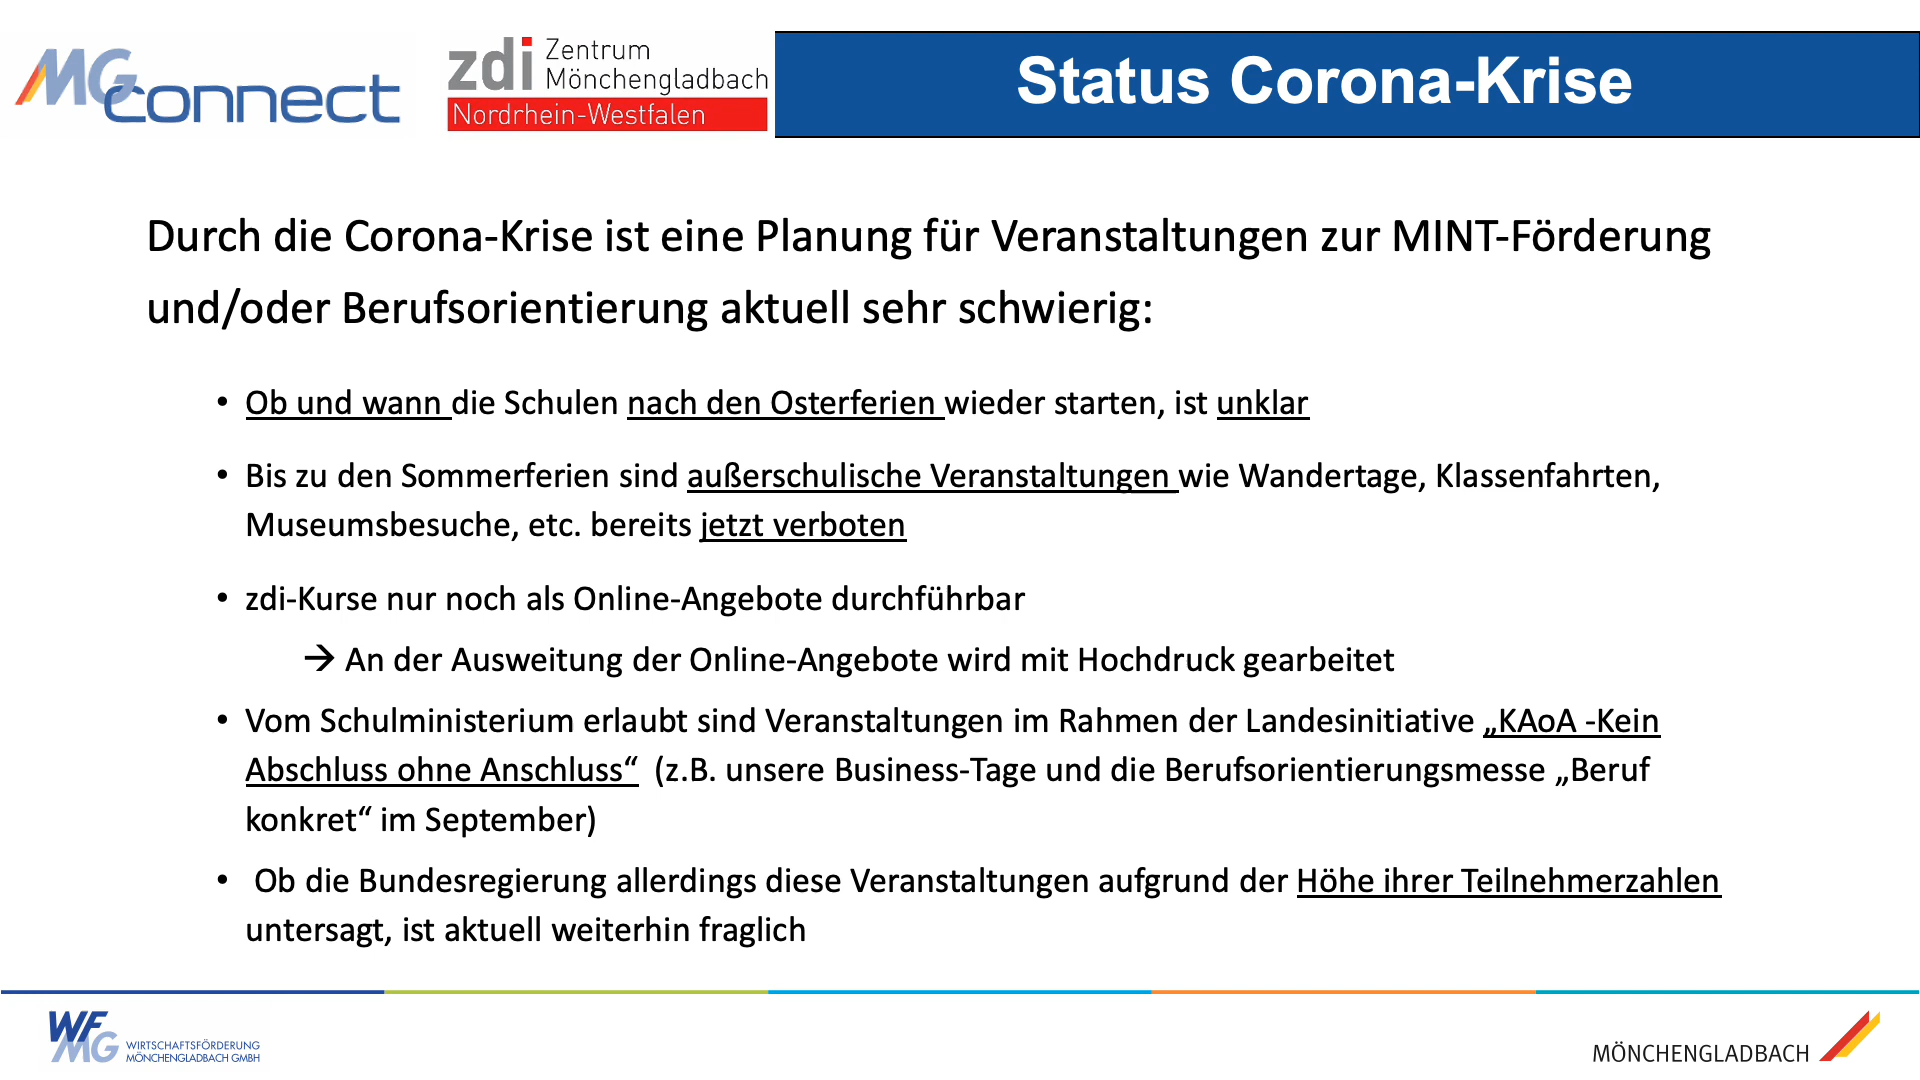 MG connect
zdi Zentrum
Mönchengladbach
Nordrhein-Westfalen
Status Corona-Krise
Durch die Corona-Krise ist eine Planung für Veranstaltungen zur MINT-Förderung
und/oder Berufsorientierung aktuell sehr schwierig:
• Ob und wann die Schulen nach den Osterferien wieder starten, ist unklar
• Bis zu den Sommerferien sind außerschulische Veranstaltungen wie Wandertage, Klassenfahrten,
Museumsbesuche, etc. bereits jetzt verboten
• zdi-Kurse nur noch als Online-Angebote durchführbar
→ An der Ausweitung der Online-Angebote wird mit Hochdruck gearbeitet
• Vom Schulministerium erlaubt sind Veranstaltungen im Rahmen der Landesinitiative „KAoA -Kein
Abschluss ohne Anschluss“ (z.B. unsere Business-Tage und die Berufsorientierungsmesse „Beruf
konkret“ im September)
• Ob die Bundesregierung allerdings diese Veranstaltungen aufgrund der Höhe ihrer Teilnehmerzahlen
untersagt, ist aktuell weiterhin fraglich
WFMG WIRTSCHAFTSFÖRDERUNG
MÖNCHENGLADBACH GMBH
MÖNCHENGLADBACH